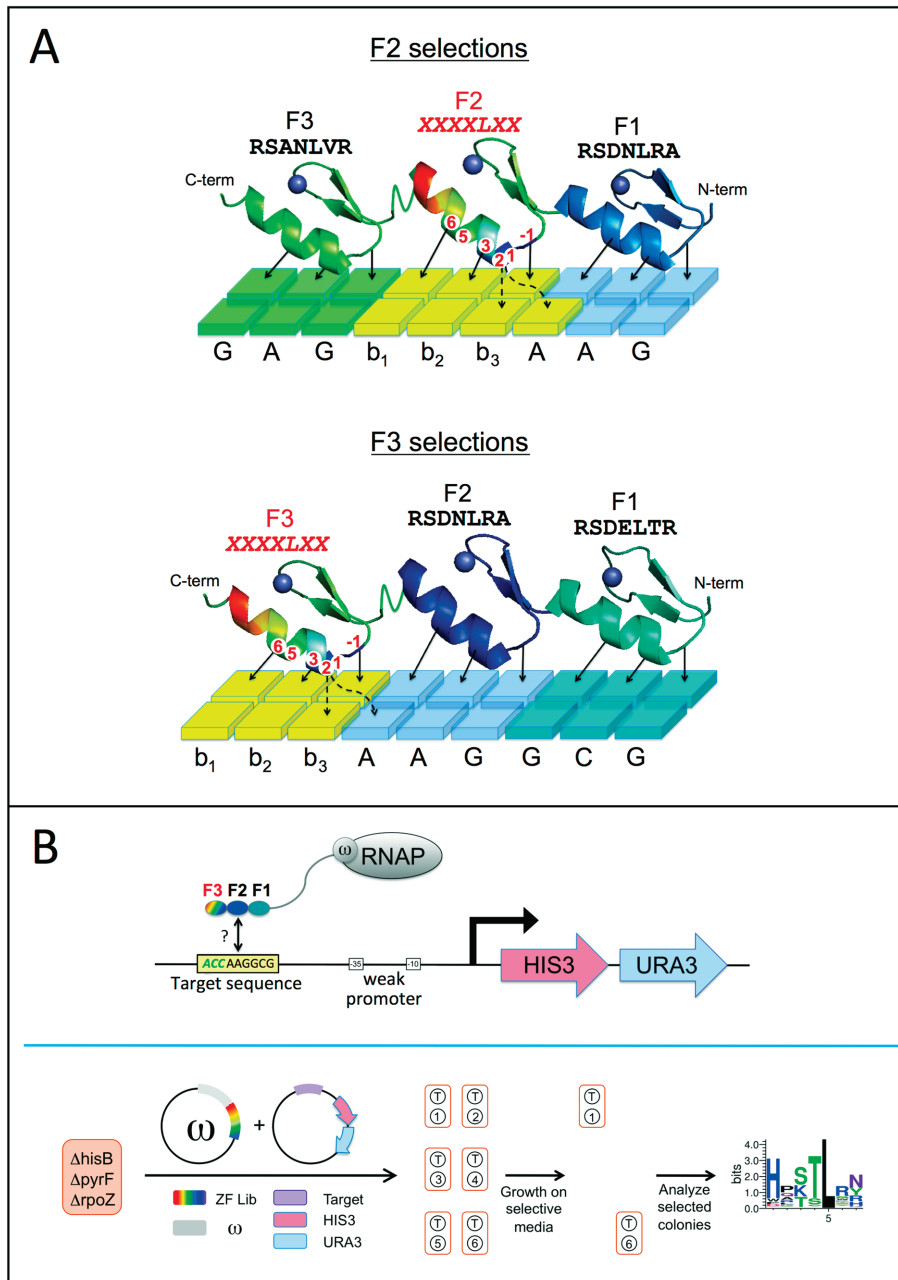 A
F2 selections
F2
XXXXLXX
F3
RSANLVR
F1
RSDNLRA
C-term
N-term
6
5
3
2
1
-1
G A G b1 b2 b3 A A G
F3 selections
F3
XXXXLXX
F2
RSDNLRA
F1
RSDELTR
C-term
N-term
6
5
3
2
1
-1
b1 b2 b3 A A G G C G
B
ω RNAP
F3 F2 F1
?
ACC AAGGCG
Target sequence
-35 -10
weak
promoter
HIS3 URA3
ΔhisB
ΔpyrF
ΔrpoZ
ω +
ZF Lib
ω
Target
HIS3
URA3
T 1
T 2
T 3
T 4
T 5
T 6
Growth on
selective
media
T 1
T 6
Analyze
selected
colonies
bits
4.0
3.0
2.0
1.0
0.0
5